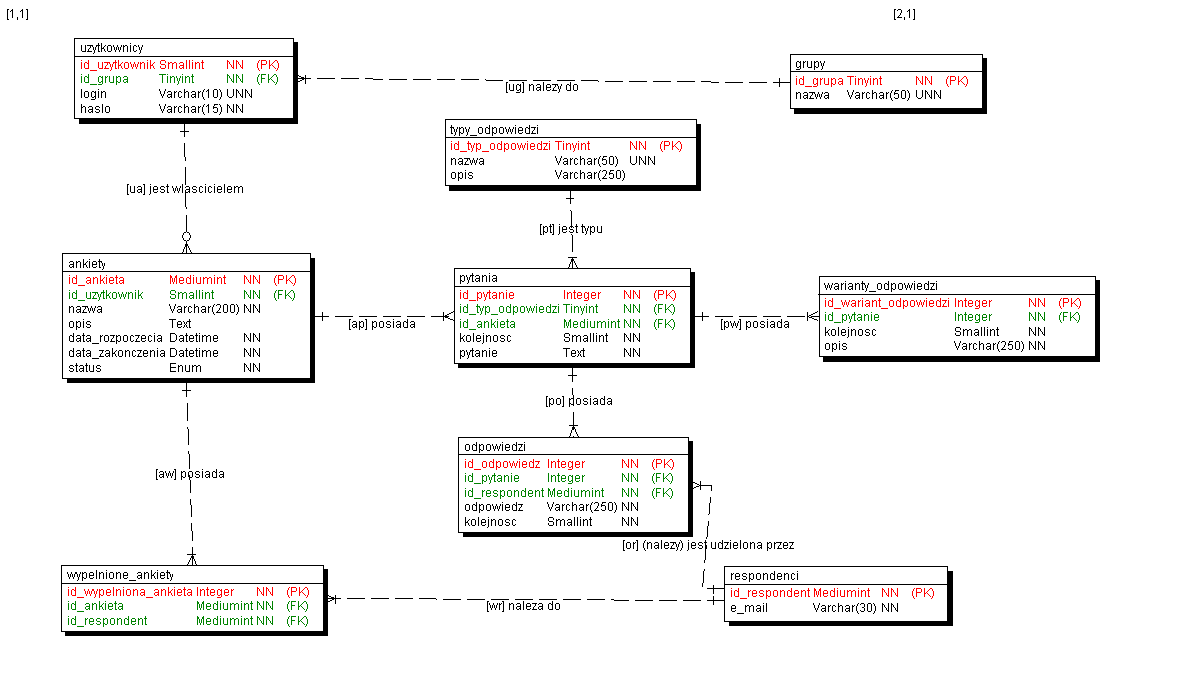 [1,1]
[2,1]
uzytkownicy
id_uzytkownik Smallint NN (PK)
id_grupa Tinyint NN (FK)
login Varchar(10) UNN
haslo Varchar(15) NN
[ug] nalezy do
grupy
id_grupa Tinyint NN (PK)
nazwa Varchar(50) UNN
typy_odpowiedzi
id_typ_odpowiedzi Tinyint NN (PK)
nazwa Varchar(50) UNN
opis Varchar(250)
[ua] jest wlascicielem
[pt] jest typu
ankiety
id_ankieta Mediumint NN (PK)
id_uzytkownik Smallint NN (FK)
nazwa Varchar(200) NN
opis Text
data_rozpoczecia Datetime NN
data_zakonczenia Datetime NN
status Enum NN
[ap] posiada
pytania
id_pytanie Integer NN (PK)
id_typ_odpowiedzi Tinyint NN (FK)
id_ankieta Mediumint NN (FK)
kolejnosc Smallint NN
pytanie Text NN
[pw] posiada
warianty_odpowiedzi
id_wariant_odpowiedzi Integer NN (PK)
id_pytanie Integer NN (FK)
kolejnosc Smallint NN
opis Varchar(250) NN
[po] posiada
[aw] posiada
odpowiedzi
id_odpowiedz Integer NN (PK)
id_pytanie Integer NN (FK)
id_respondent Mediumint NN (FK)
odpowiedz Varchar(250) NN
kolejnosc Smallint NN
[or] (nalezy) jest udzielona przez
wypelnione_ankiety
id_wypelniona_ankieta Integer NN (PK)
id_ankieta Mediumint NN (FK)
id_respondent Mediumint NN (FK)
[wr] naleza do
respondenci
id_respondent Mediumint NN (PK)
e_mail Varchar(30) NN